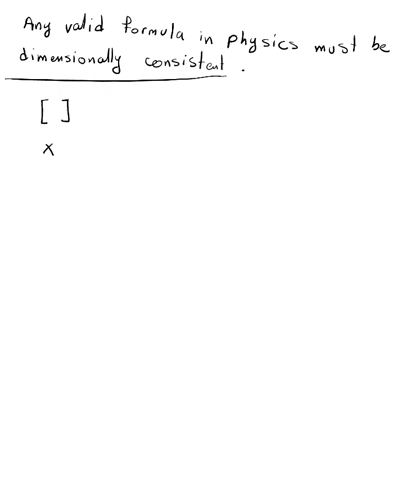 Any valid formula in physics must be
dimensionally consistent .
[ ]
x